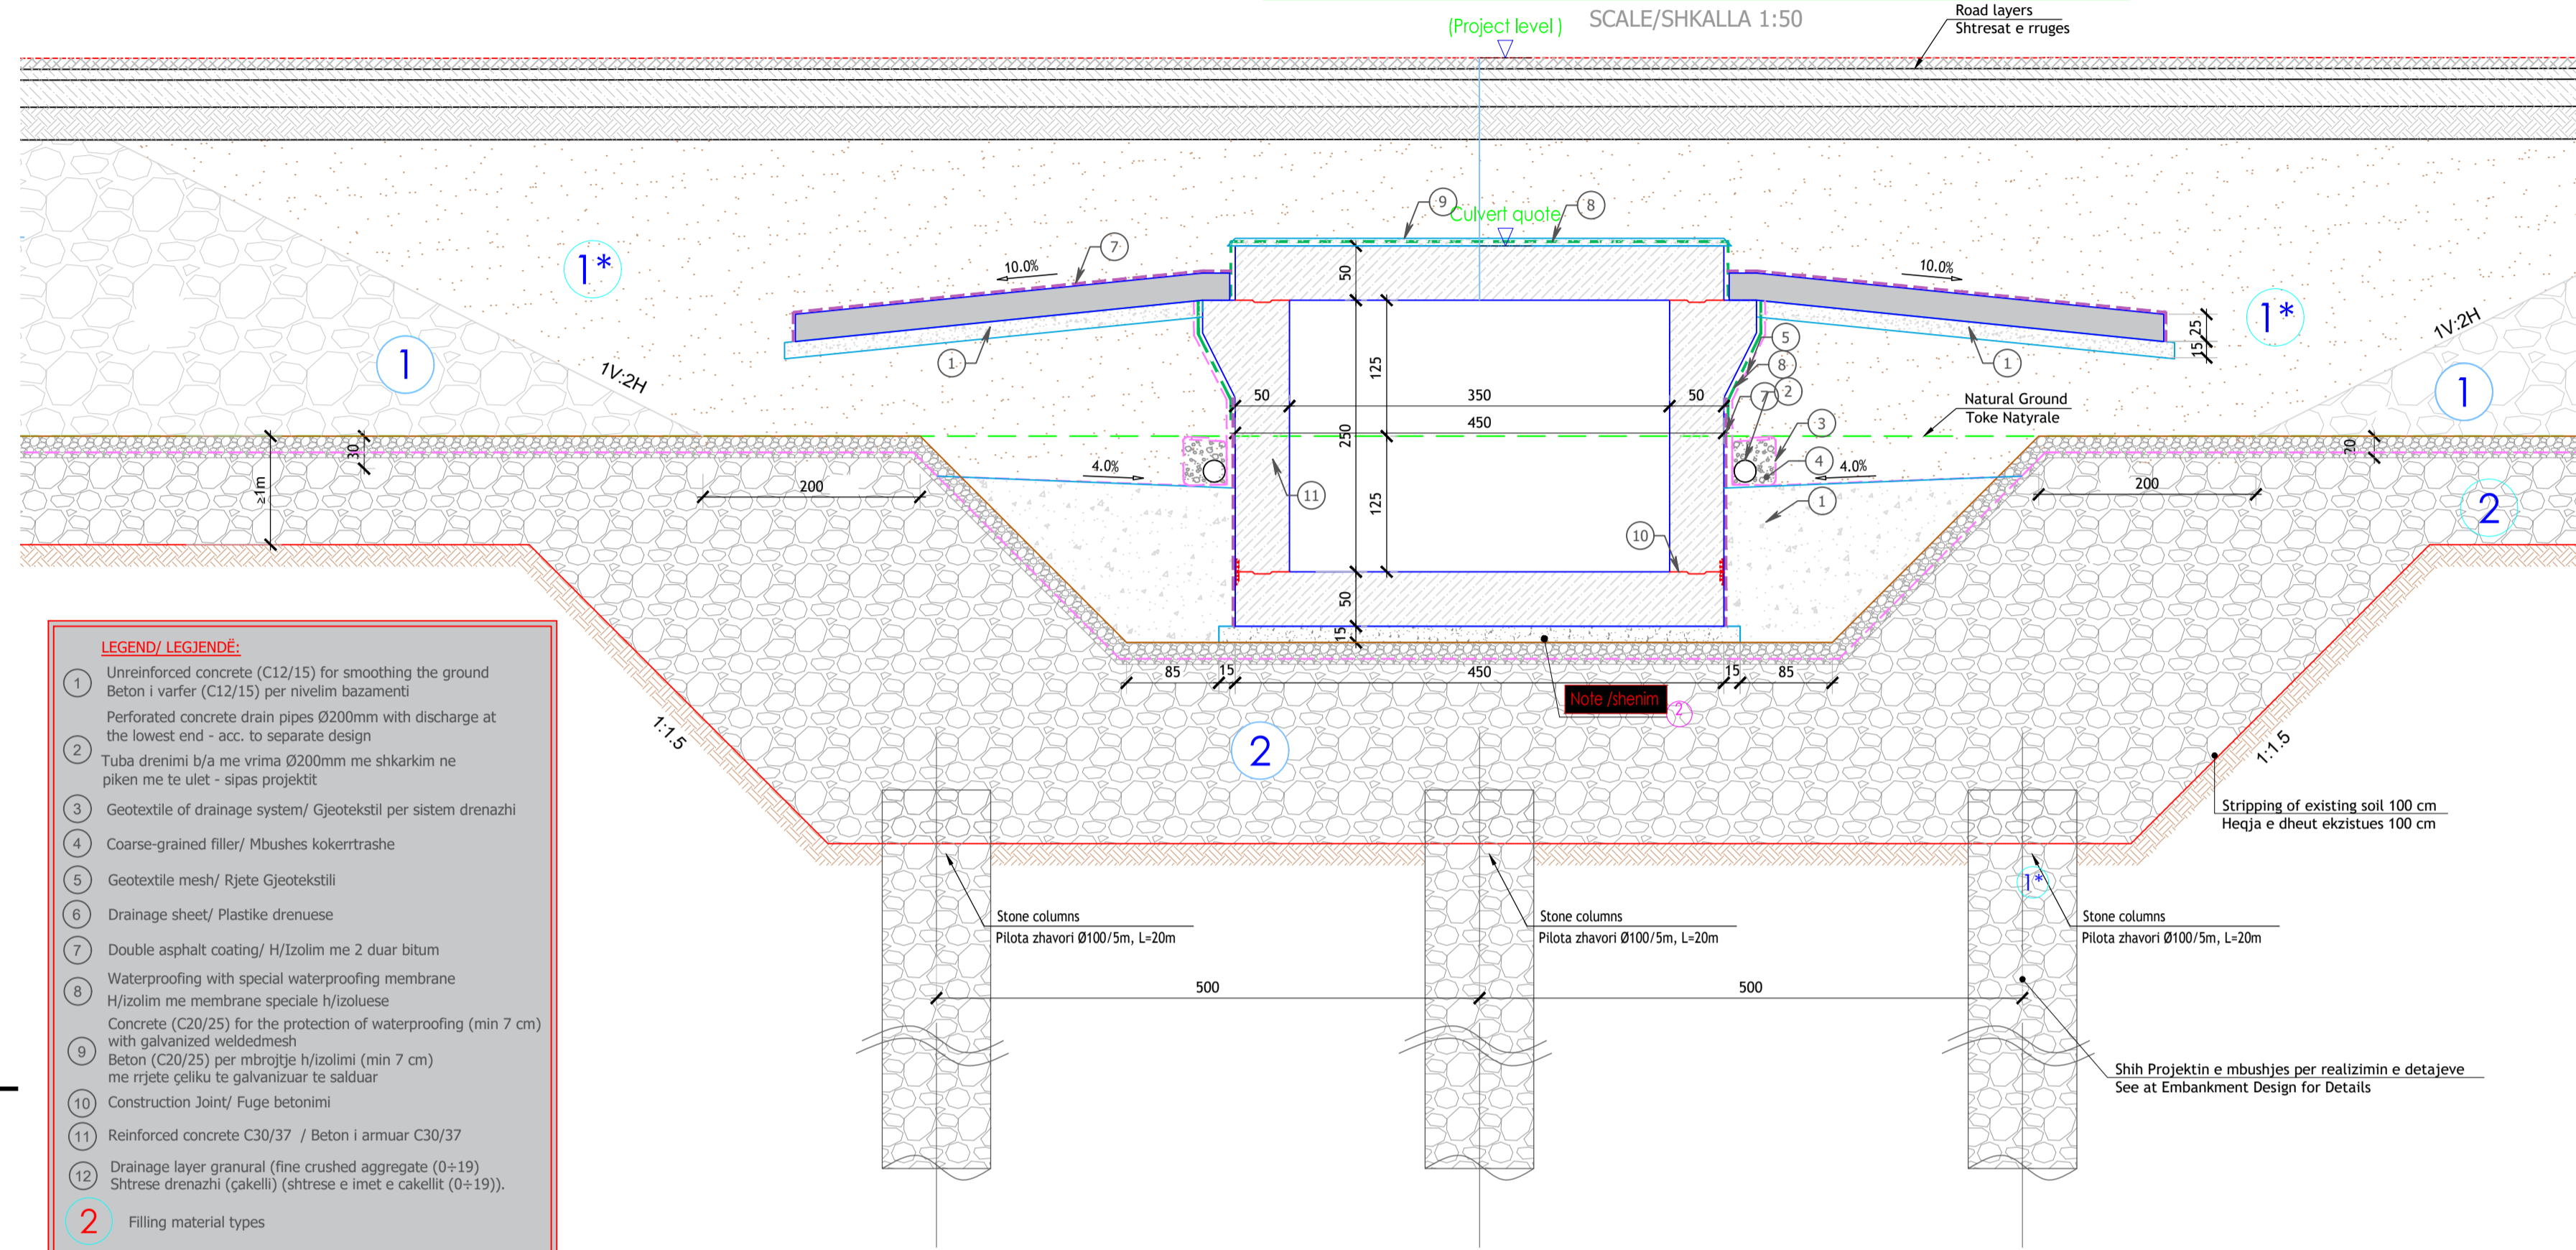 (Project level )
SCALE/SHKALLA 1:50
Road layers
Shtresat e rruges
9
Culvert quote
8
7
10.0%
10.0%
1*
1*
50
25
15
1
1
1
1
1V:2H
1V:2H
125
5
8
7
2
50
350
50
Natural Ground
Toke Natyrale
450
250
3
30
≥1m
20
4.0%
4
4.0%
200
200
11
125
1
2
10
50
15
85
15
450
15
85
Note /shenim
2
2
1:1.5
1:1.5
Stripping of existing soil 100 cm
Heqja e dheut ekzistues 100 cm
1*
Stone columns
Pilota zhavori Ø100/5m, L=20m
Stone columns
Pilota zhavori Ø100/5m, L=20m
Stone columns
Pilota zhavori Ø100/5m, L=20m
500
500
Shih Projektin e mbushjes per realizimin e detajeve
See at Embankment Design for Details
LEGEND/ LEGJENDË:
1
Unreinforced concrete (C12/15) for smoothing the ground
Beton i varfer (C12/15) per nivelim bazamenti
2
Perforated concrete drain pipes Ø200mm with discharge at
the lowest end - acc. to separate design
Tuba drenimi b/a me vrima Ø200mm me shkarkim ne
piken me te ulet - sipas projektit
3 Geotextile of drainage system/ Gjeotekstil per sistem drenazhi
4 Coarse-grained filler/ Mbushes kokerrtrashe
5 Geotextile mesh/ Rjete Gjeotekstili
6 Drainage sheet/ Plastike drenuese
7 Double asphalt coating/ H/Izolim me 2 duar bitum
8
Waterproofing with special waterproofing membrane
H/izolim me membrane speciale h/izoluese
9
Concrete (C20/25) for the protection of waterproofing (min 7 cm)
with galvanized weldedmesh
Beton (C20/25) per mbrojtje h/izolimi (min 7 cm)
me rrjete çeliku te galvanizuar te salduar
10 Construction Joint/ Fuge betonimi
11 Reinforced concrete C30/37 / Beton i armuar C30/37
12
Drainage layer granural (fine crushed aggregate (0÷19)
Shtrese drenazhi (çakelli) (shtrese e imet e cakellit (0÷19)).
2 Filling material types